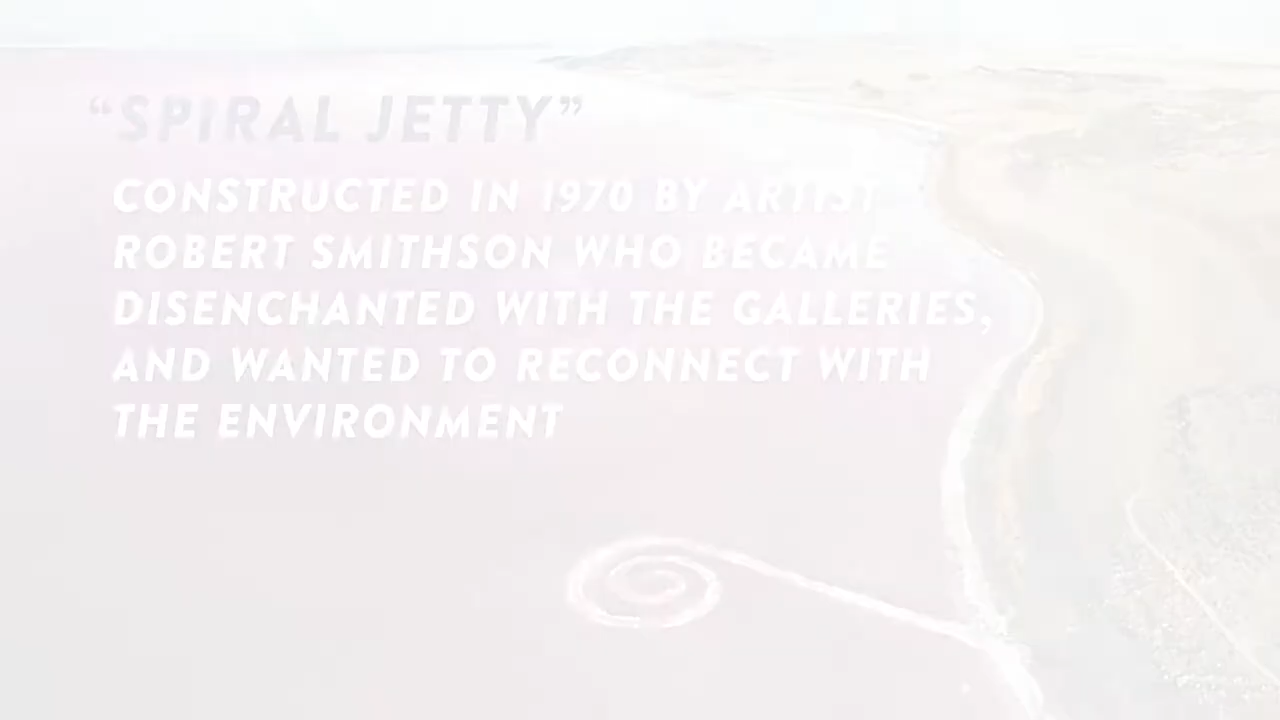 “SPIRAL JETTY”
CONSTRUCTED IN 1970 BY ARTIST
ROBERT SMITHSON WHO BECAME
DISENCHANTED WITH THE GALLERIES,
AND WANTED TO RECONNECT WITH
THE ENVIRONMENT